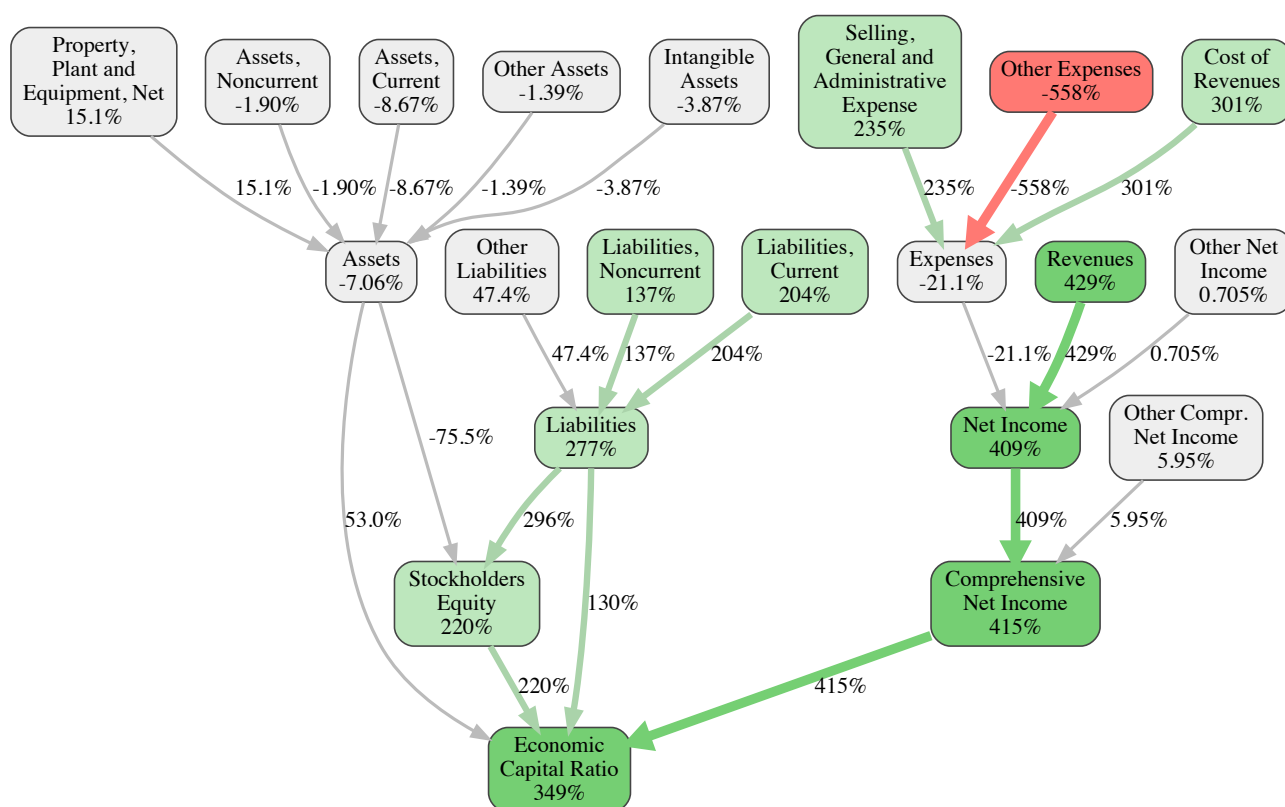 Property,
Plant and
Equipment, Net
15.1%
Assets,
Noncurrent
-1.90%
Assets,
Current
-8.67%
Other Assets
-1.39%
Intangible
Assets
-3.87%
Selling,
General and
Administrative
Expense
235%
Other Expenses
-558%
Cost of
Revenues
301%
15.1%
-1.90%
-8.67%
-1.39%
-3.87%
235%
-558%
301%
Assets
-7.06%
Other
Liabilities
47.4%
Liabilities,
Noncurrent
137%
Liabilities,
Current
204%
Expenses
-21.1%
Revenues
429%
Other Net
Income
0.705%
47.4%
137%
204%
-21.1%
429%
0.705%
-75.5%
Liabilities
277%
Net Income
409%
Other Compr.
Net Income
5.95%
53.0%
296%
409%
5.95%
Stockholders
Equity
220%
130%
Comprehensive
Net Income
415%
220%
415%
Economic
Capital Ratio
349%